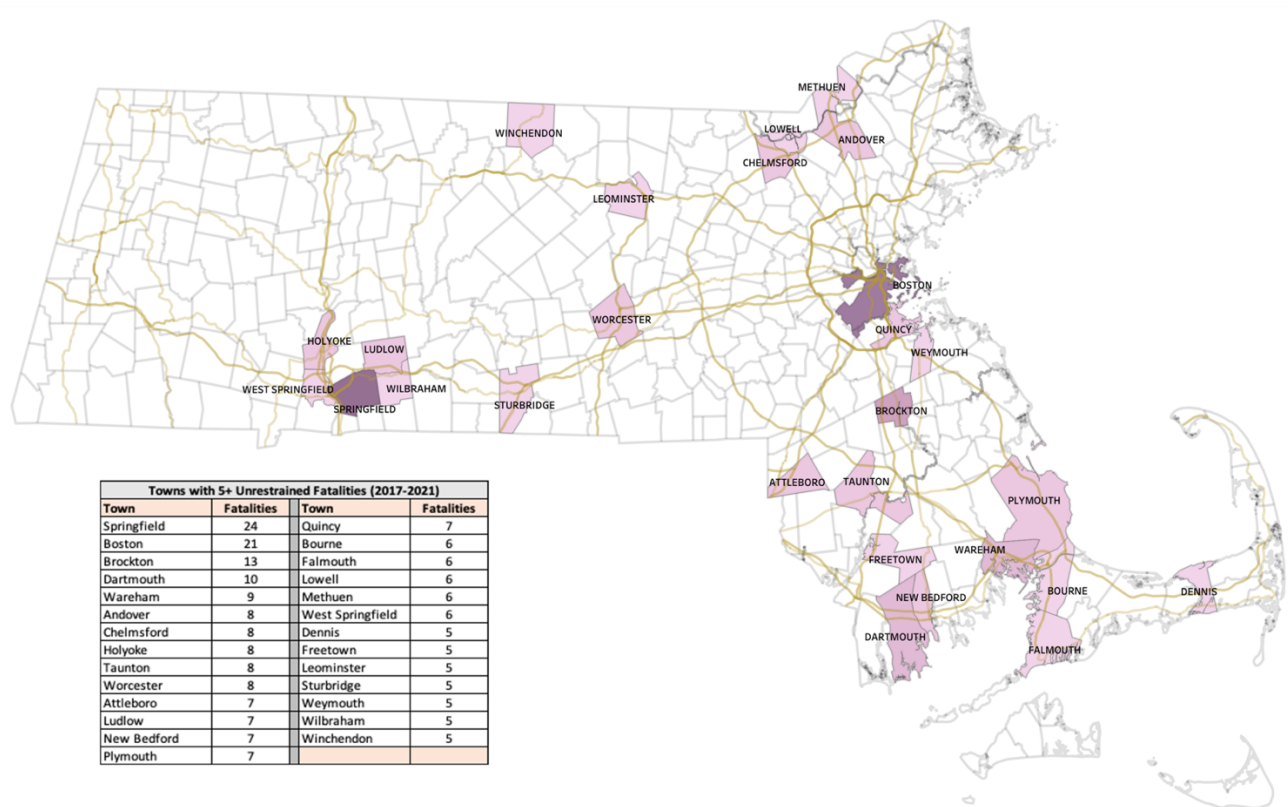 METHUEN
LOWELL
ANDOVER
WINCHENDON
CHELMSFORD
LEOMINSTER
BOSTON
WORCESTER
QUINCY
HOLYOKE
LUDLOW
WEYMOUTH
WEST SPRINGFIELD
WILBRAHAM
STURBRIDGE
SPRINGFIELD
BROCKTON
ATTLEBORO
TAUNTON
PLYMOUTH
WAREHAM
FREETOWN
BOURNE
DENNIS
NEW BEDFORD
DARTMOUTH
FALMOUTH
Towns with 5+ Unrestrained Fatalities (2017-2021)
Town Fatalities Town Fatalities
Springfield 24 Quincy 7
Boston 21 Bourne 6
Brockton 13 Falmouth 6
Dartmouth 10 Lowell 6
Wareham 9 Methuen 6
Andover 8 West Springfield 6
Chelmsford 8 Dennis 5
Holyoke 8 Freetown 5
Taunton 8 Leominster 5
Worcester 8 Sturbridge 5
Attleboro 7 Weymouth 5
Ludlow 7 Wilbraham 5
New Bedford 7 Winchendon 5
Plymouth 7